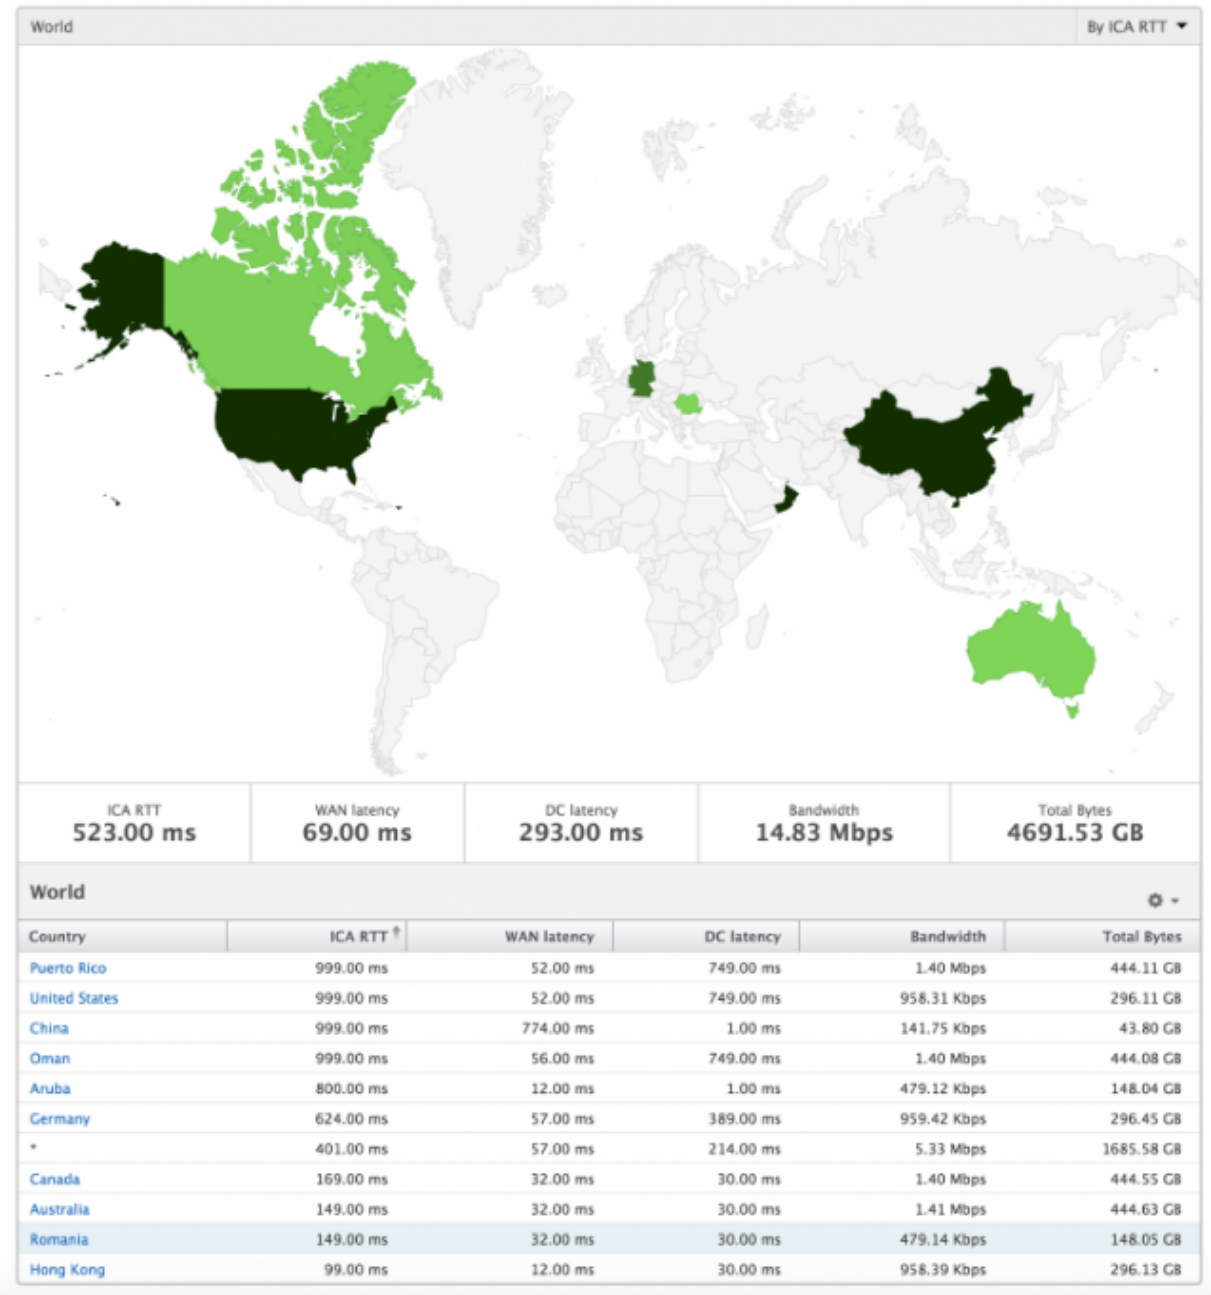 World By ICA RTT
ICA RTT WAN latency DC latency Bandwidth Total Bytes
523.00 ms 69.00 ms 293.00 ms 14.83 Mbps 4691.53 GB
World
Country ICA RTT WAN latency DC latency Bandwidth Total Bytes
Puerto Rico 999.00 ms 52.00 ms 749.00 ms 1.40 Mbps 444.11 GB
United States 999.00 ms 52.00 ms 749.00 ms 958.31 Kbps 296.11 GB
China 999.00 ms 774.00 ms 1.00 ms 141.75 Kbps 43.80 GB
Oman 999.00 ms 56.00 ms 749.00 ms 1.40 Mbps 444.08 GB
Aruba 800.00 ms 12.00 ms 1.00 ms 479.12 Kbps 148.04 GB
Germany 624.00 ms 57.00 ms 389.00 ms 959.42 Kbps 296.45 GB
* 401.00 ms 57.00 ms 214.00 ms 5.33 Mbps 1685.58 GB
Canada 169.00 ms 32.00 ms 30.00 ms 1.40 Mbps 444.55 GB
Australia 149.00 ms 32.00 ms 30.00 ms 1.41 Mbps 444.63 GB
Romania 149.00 ms 32.00 ms 30.00 ms 479.14 Kbps 148.05 GB
Hong Kong 99.00 ms 12.00 ms 30.00 ms 958.39 Kbps 296.13 GB